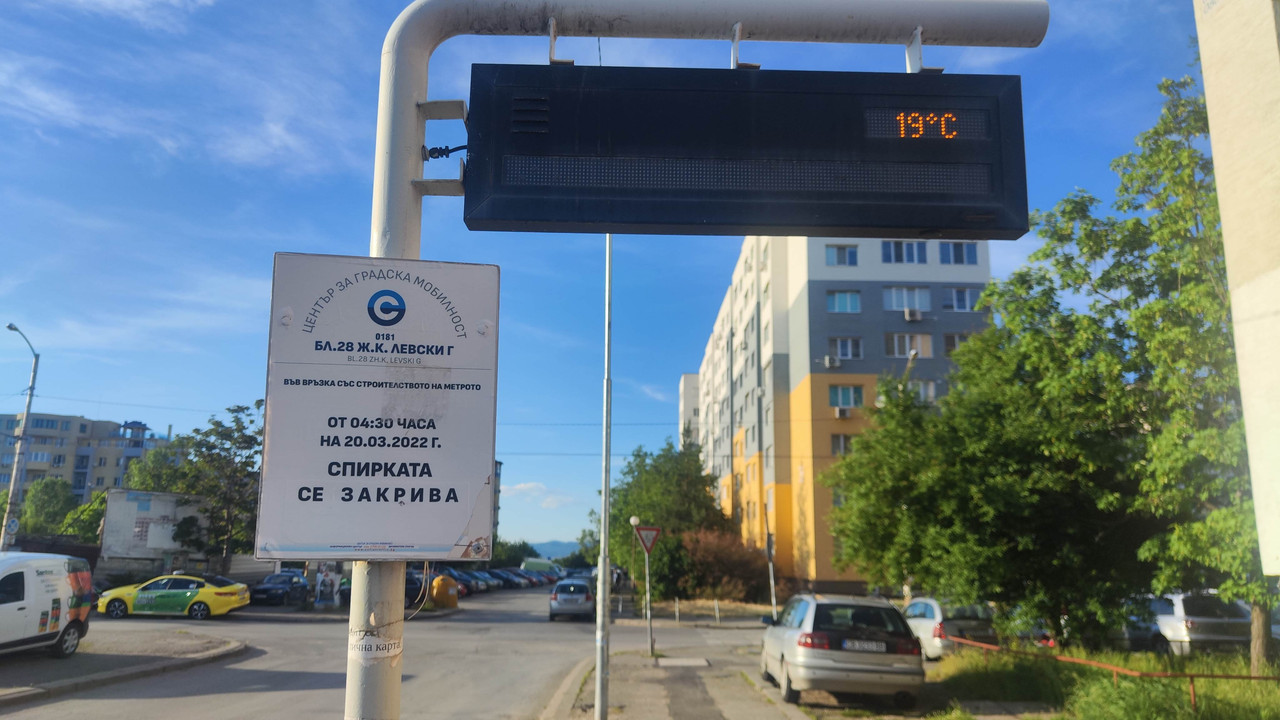 19°C
ЦЕНТЪР ЗА ГРАДСКА МОБИЛНОСТ
0181
БЛ.28 Ж.К. ЛЕВСКИ Г
BL.28 ZH.K. LEVSKI G
ВЪВ ВРЪЗКА СЪС СТРОИТЕЛСТВОТО НА МЕТРОТО
ОТ 04:30 ЧАСА
НА 20.03.2022 Г.
СПИРКАТА
СЕ ЗАКРИВА
карта